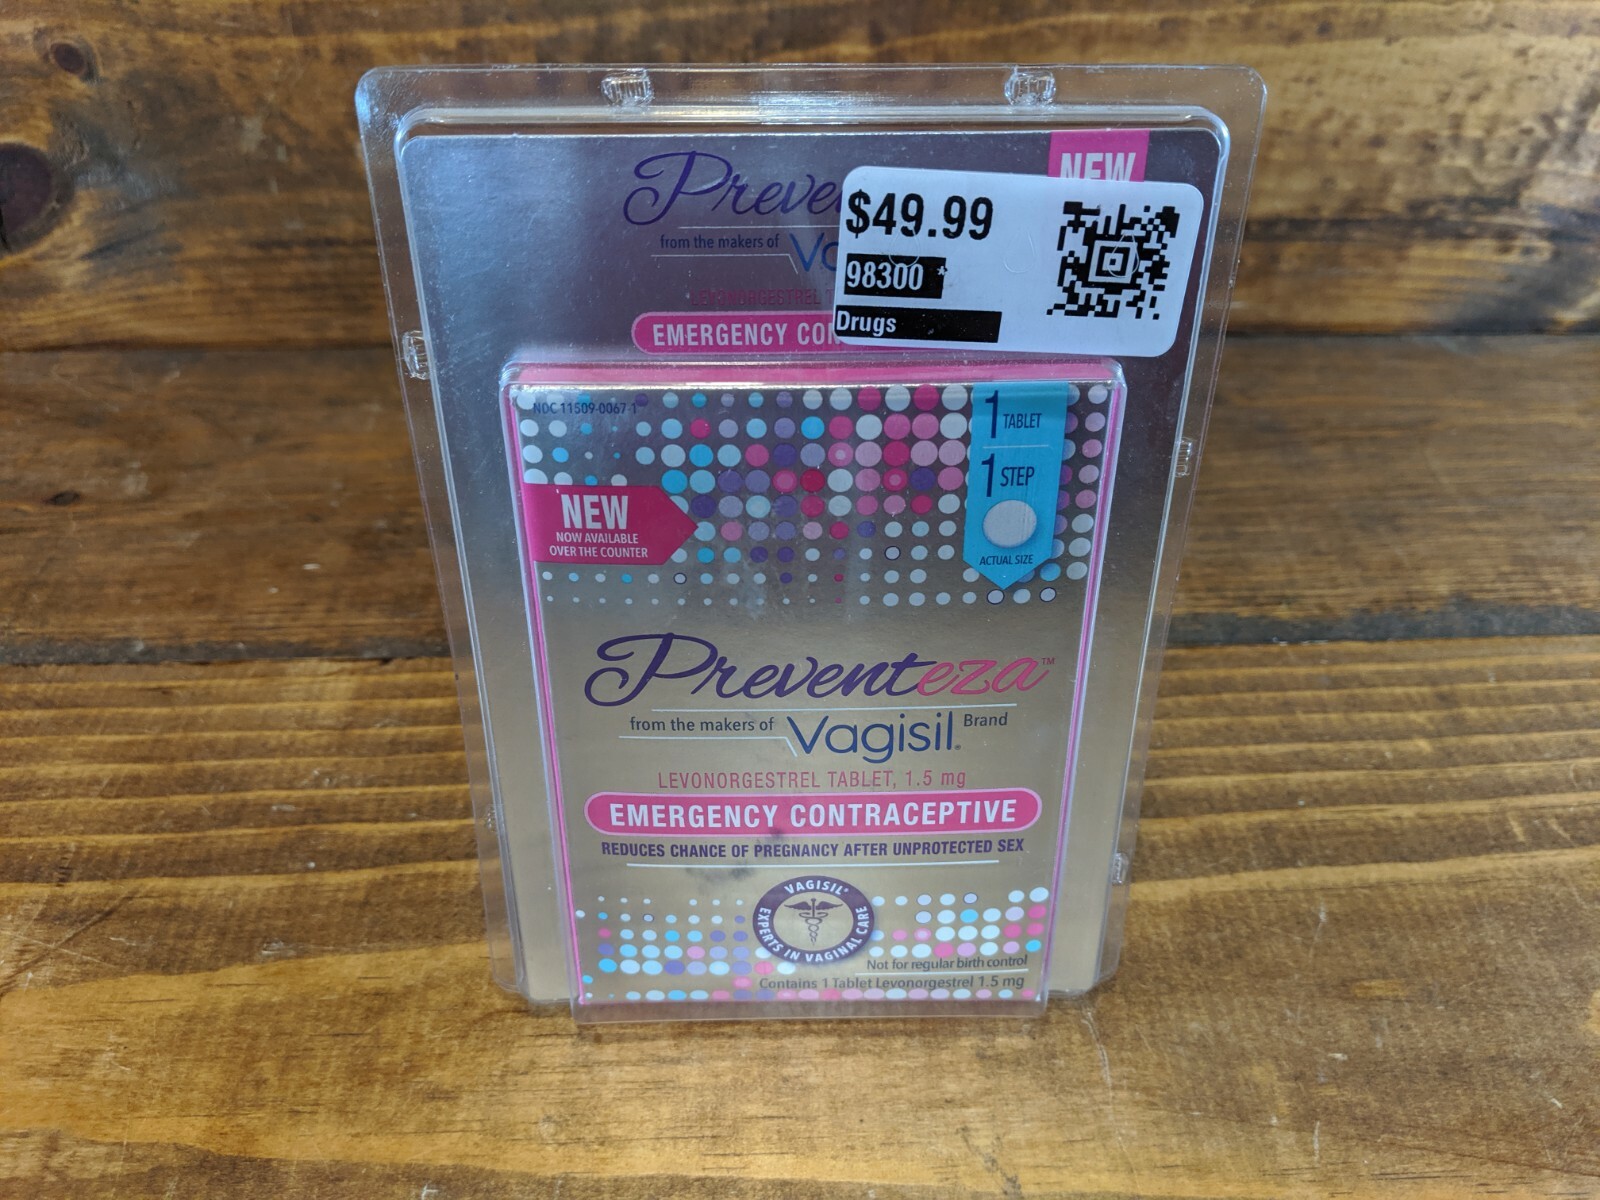 NEW
Preve
$49.99
from the makers of
98300 *
Drugs
LEVONORGESTREL
EMERGENCY CON
NDC 11509-0067-1
1 TABLET
1 STEP
NEW
NOW AVAILABLE
OVER THE COUNTER
ACTUAL SIZE
Preventeza™
from the makers of Vagisil® Brand
LEVONORGESTREL TABLET, 1.5 mg
EMERGENCY CONTRACEPTIVE
REDUCES CHANCE OF PREGNANCY AFTER UNPROTECTED SEX
VAGISIL®
EXPERTS IN VAGINAL CARE
Not for regular birth control
Contains 1 Tablet Levonorgestrel 1.5 mg